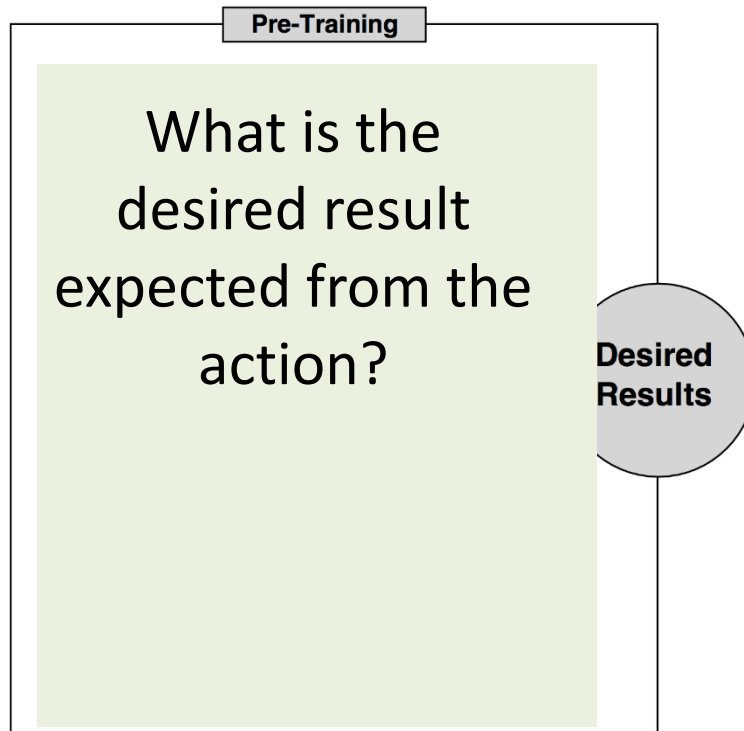 Pre-Training
What is the
desired result
expected from the
action?
Desired
Results